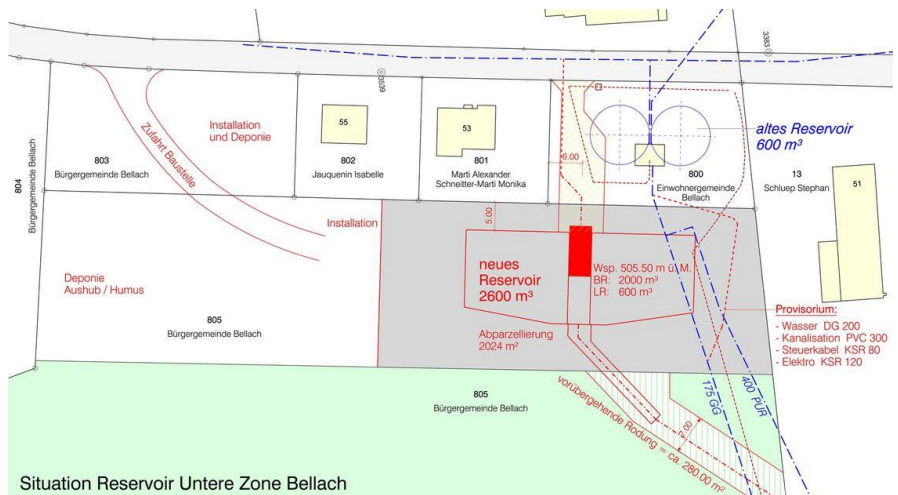 3383
3539
Installation
und Deponie
Zufahrt Baustelle
55
53
altes Reservoir
600 m³
803
Bürgergemeinde Bellach
802
Jauquenin Isabelle
801
Marti Alexander
Schneitter-Marti Monika
6.00
800
Einwohnergemeinde
Bellach
13
Schluep Stephan
51
804
Bürgergemeinde Bellach
Installation
5.00
neues
Reservoir
2600 m³
Wsp. 505.50 m ü. M.
BR: 2000 m³
LR: 600 m³
Deponie
Aushub / Humus
805
Bürgergemeinde Bellach
Abparzellierung
2024 m²
Provisorium:
- Wasser DG 200
- Kanalisation PVC 300
- Steuerkabel KSR 80
- Elektro KSR 120
175 GG
400 PUR
805
Bürgergemeinde Bellach
vorübergehende Rodung = ca. 280.00 m²
7.00
Situation Reservoir Untere Zone Bellach